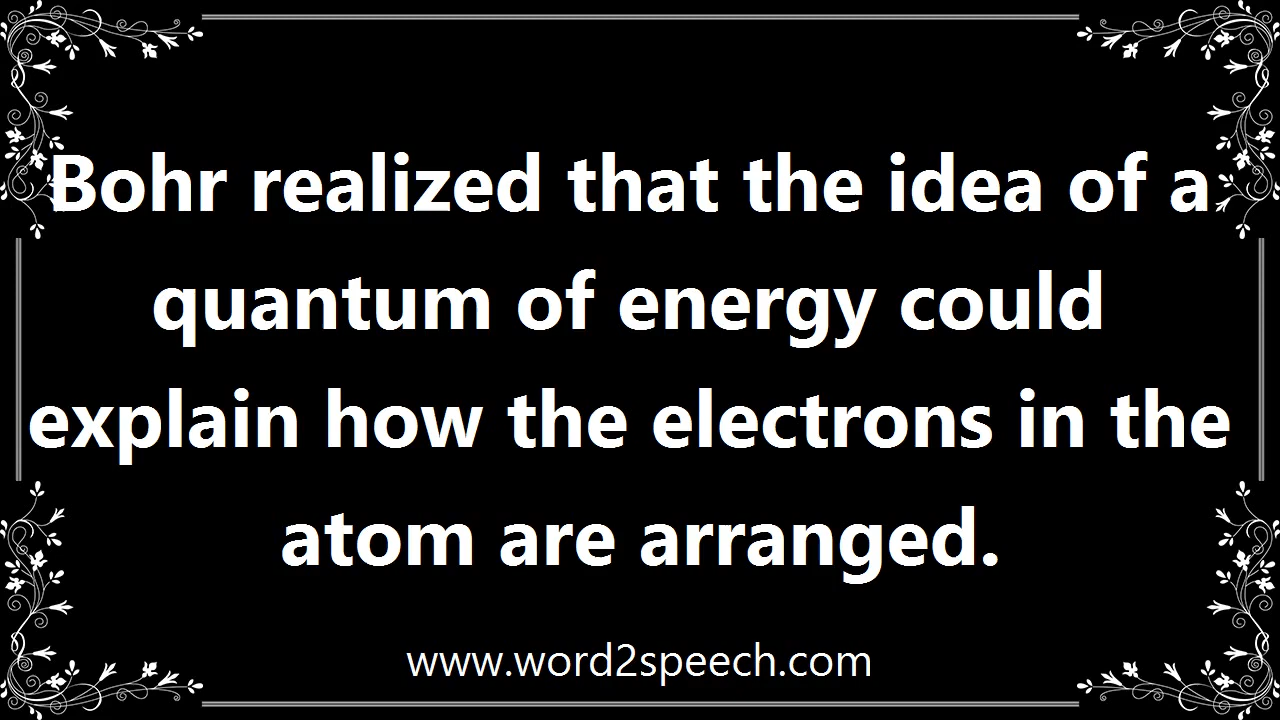 Bohr realized that the idea of a
quantum of energy could
explain how the electrons in the
atom are arranged.
www.word2speech.com